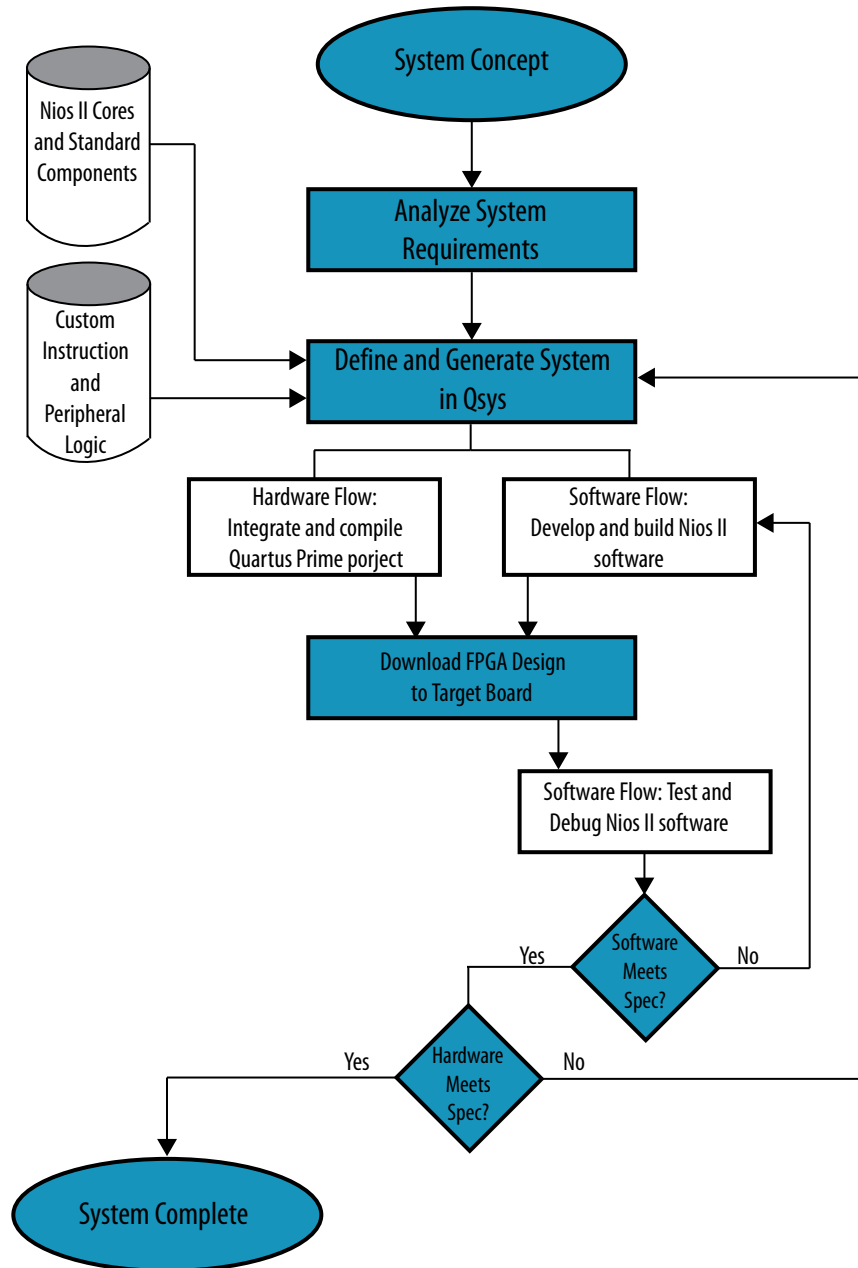 System Concept
Nios II Cores
and Standard
Components
Analyze System
Requirements
Custom
Instruction
and
Peripheral
Logic
Define and Generate System
in Qsys
Hardware Flow:
Integrate and compile
Quartus Prime porject
Software Flow:
Develop and build Nios II
software
Download FPGA Design
to Target Board
Software Flow: Test and
Debug Nios II software
Software
Meets
Spec?
Yes
No
Hardware
Meets
Spec?
Yes
No
System Complete